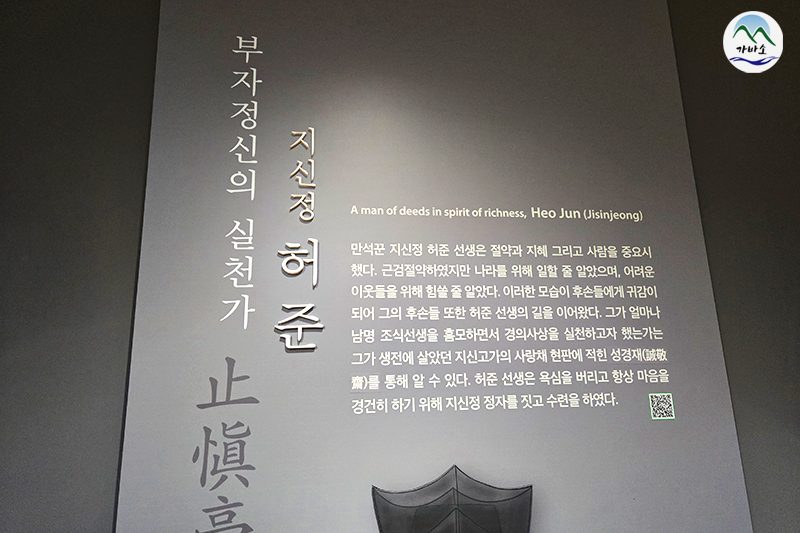 가바소
부자정신의 실천가
지신정 허준
止愼亭
A man of deeds in spirit of richness, Heo Jun (Jisinjeong)
만석꾼 지신정 허준 선생은 절약과 지혜 그리고 사람을 중요시
했다. 근검절약하였지만 나라를 위해 일할 줄 알았으며, 어려운
이웃들을 위해 힘쓸 줄 알았다. 이러한 모습이 후손들에게 귀감이
되어 그의 후손들 또한 허준 선생의 길을 이어왔다. 그가 얼마나
남명 조식선생을 흠모하면서 경의사상을 실천하고자 했는가는
그가 생전에 살았던 지신고가의 사랑채 현판에 적힌 성경재(誠敬
齋)를 통해 알 수 있다. 허준 선생은 욕심을 버리고 항상 마음을
경건히 하기 위해 지신정 정자를 짓고 수련을 하였다.